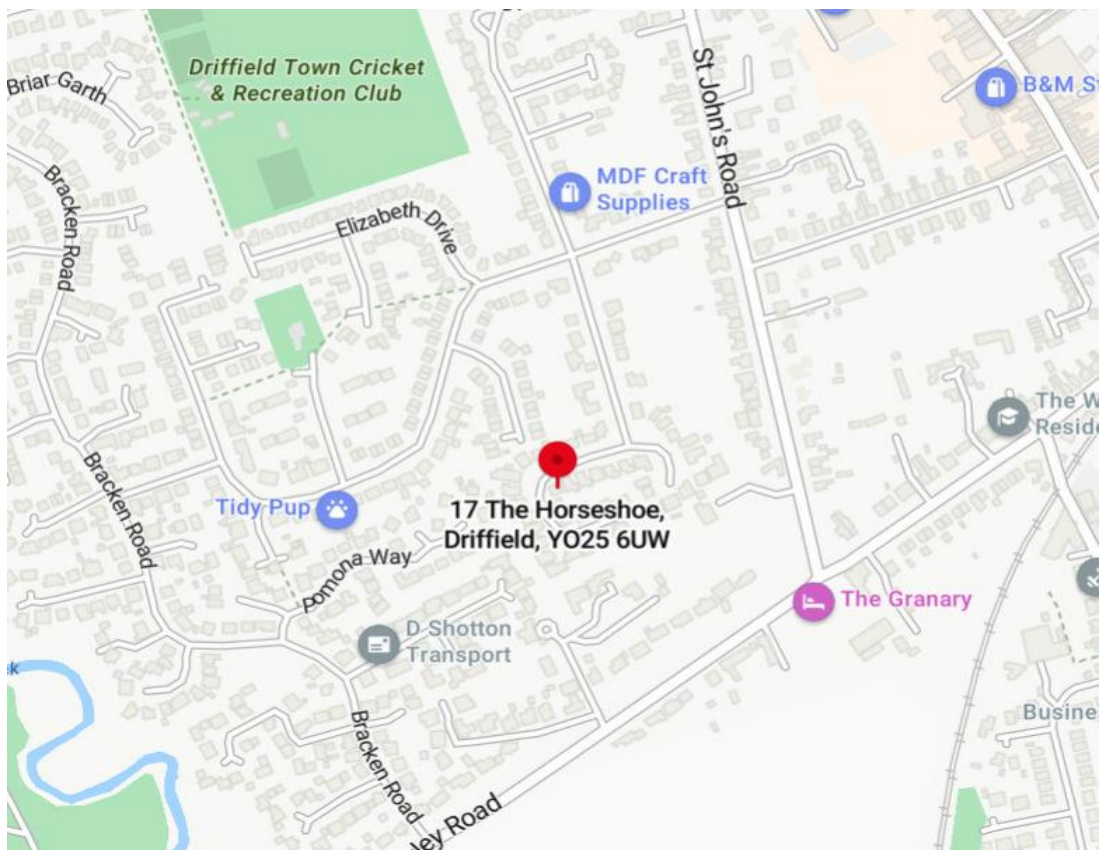 Driffield Town Cricket
& Recreation Club
Briar Garth
Bracken Road
Elizabeth Drive
St John's Road
MDF Craft
Supplies
B&M St
The W
Reside
Tidy Pup
Bracken Road
17 The Horseshoe,
Driffield, YO25 6UW
Pomona Way
The Granary
D Shotton
Transport
Busine
Bracken Road
ley Road